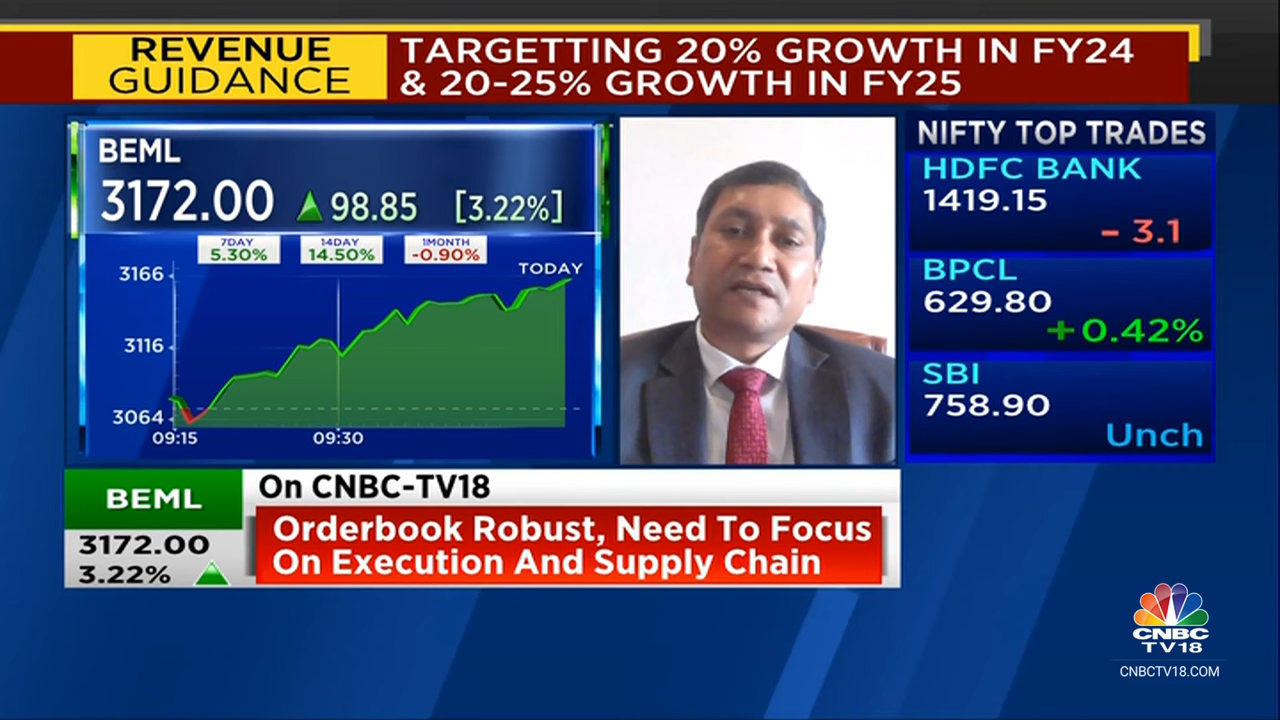 REVENUE
GUIDANCE
TARGETTING 20% GROWTH IN FY24
& 20-25% GROWTH IN FY25
BEML
3172.00 ▲ 98.85 [3.22%]
7DAY
5.30%
14DAY
14.50%
1MONTH
-0.90%
TODAY
3166
3116
3064
09:15 09:30
NIFTY TOP TRADES
HDFC BANK
1419.15
- 3.1
BPCL
629.80
+0.42%
SBI
758.90
Unch
BEML
3172.00
3.22% ▲
On CNBC-TV18
Orderbook Robust, Need To Focus
On Execution And Supply Chain
CNBC
TV18
CNBCTV18.COM